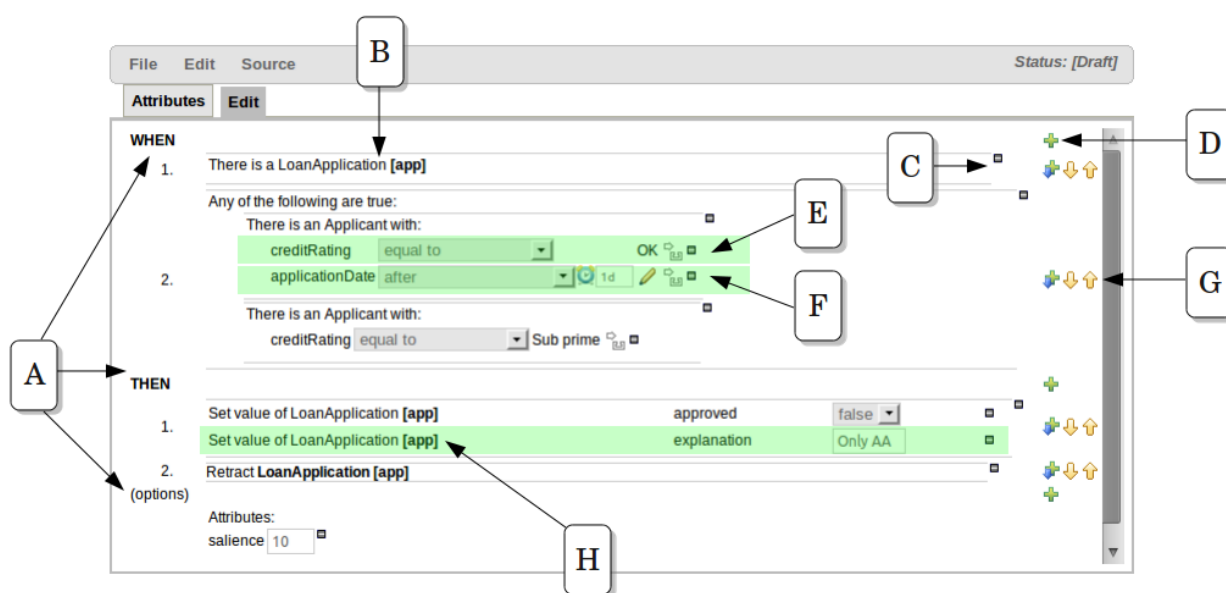 B
File Edit Source
Status: [Draft]
Attributes Edit
WHEN
D
1. There is a LoanApplication [app]
C
Any of the following are true:
There is an Applicant with:
E
creditRating equal to OK
2. applicationDate after 1d
G
F
There is an Applicant with:
creditRating equal to Sub prime
A
THEN
1. Set value of LoanApplication [app] approved false
Set value of LoanApplication [app] explanation Only AA
2. Retract LoanApplication [app]
(options)
Attributes:
salience 10
H